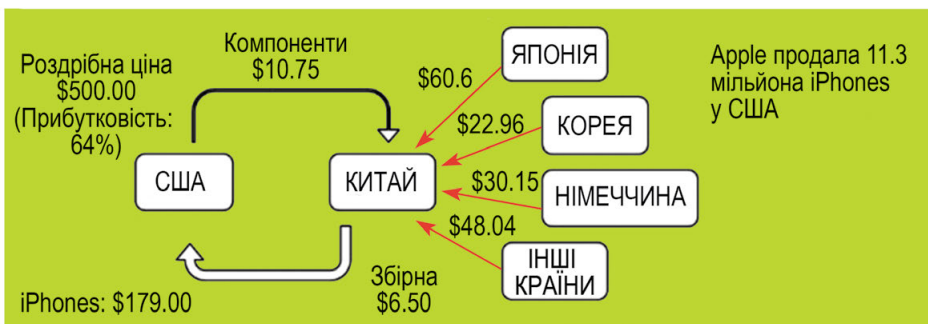 Роздрібна ціна
$500.00
(Прибутковість:
64%)
Компоненти
$10.75
ЯПОНІЯ
$60.6
Apple продала 11.3
мільйона iPhones
у США
$22.96
КОРЕЯ
США
КИТАЙ
$30.15
НІМЕЧЧИНА
$48.04
ІНШІ
КРАЇНИ
Збірна
$6.50
iPhones: $179.00